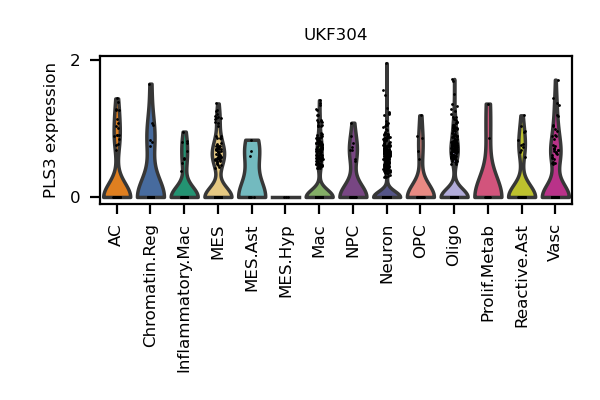 UKF304
PLS3 expression
2
0
AC
Chromatin.Reg
Inflammatory.Mac
MES
MES.Ast
MES.Hyp
Mac
NPC
Neuron
OPC
Oligo
Prolif.Metab
Reactive.Ast
Vasc